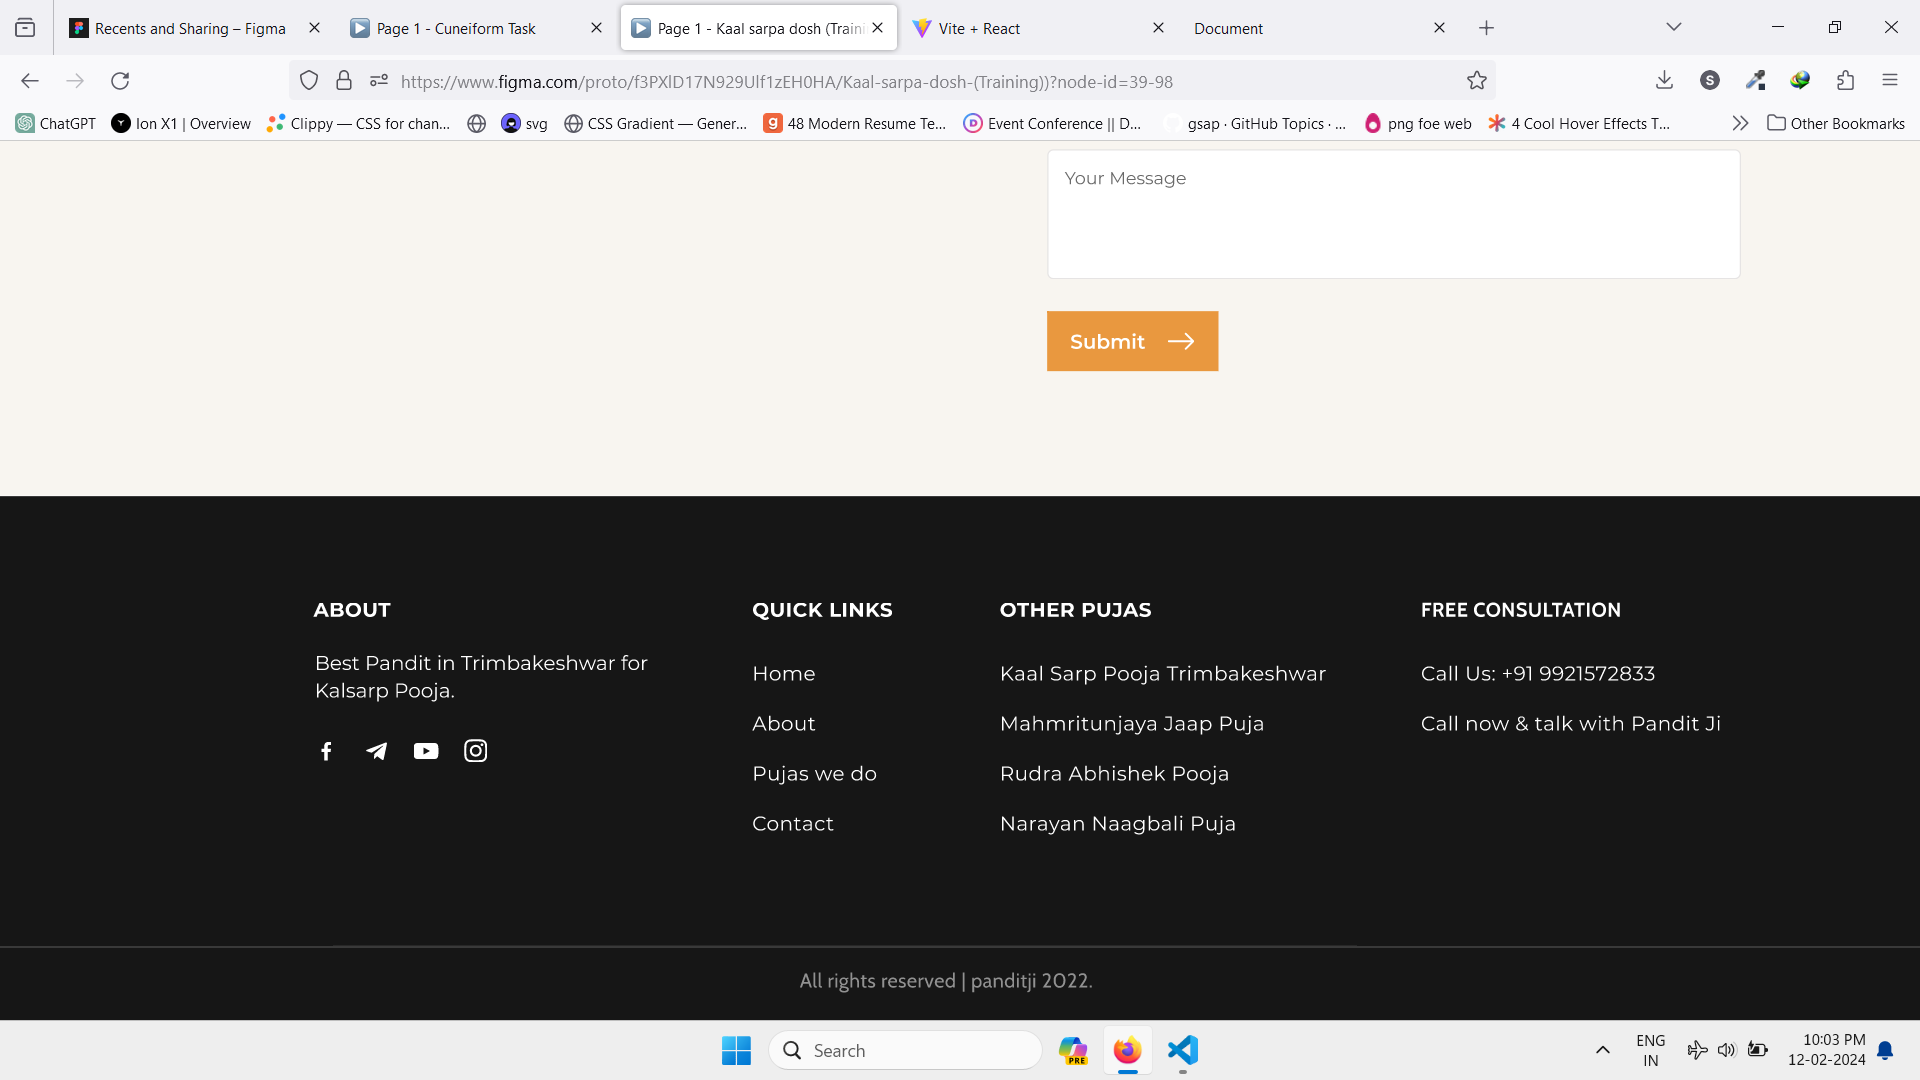 Recents and Sharing – Figma
Page 1 - Cuneiform Task
Page 1 - Kaal sarpa dosh (Traini
Vite + React
Document
https://www.figma.com/proto/f3PXlD17N929Ulf1zEH0HA/Kaal-sarpa-dosh-(Training))?node-id=39-98
S
ChatGPT
Ion X1 | Overview
Clippy — CSS for chan...
svg
CSS Gradient — Gener...
48 Modern Resume Te...
Event Conference || D...
gsap · GitHub Topics · ...
png foe web
4 Cool Hover Effects T...
Other Bookmarks
Your Message
Submit
ABOUT
Best Pandit in Trimbakeshwar for
Kalsarp Pooja.
QUICK LINKS
Home
About
Pujas we do
Contact
OTHER PUJAS
Kaal Sarp Pooja Trimbakeshwar
Mahmritunjaya Jaap Puja
Rudra Abhishek Pooja
Narayan Naagbali Puja
FREE CONSULTATION
Call Us: +91 9921572833
Call now & talk with Pandit Ji
All rights reserved | panditji 2022.
Search
PRE
ENG
IN
10:03 PM
12-02-2024